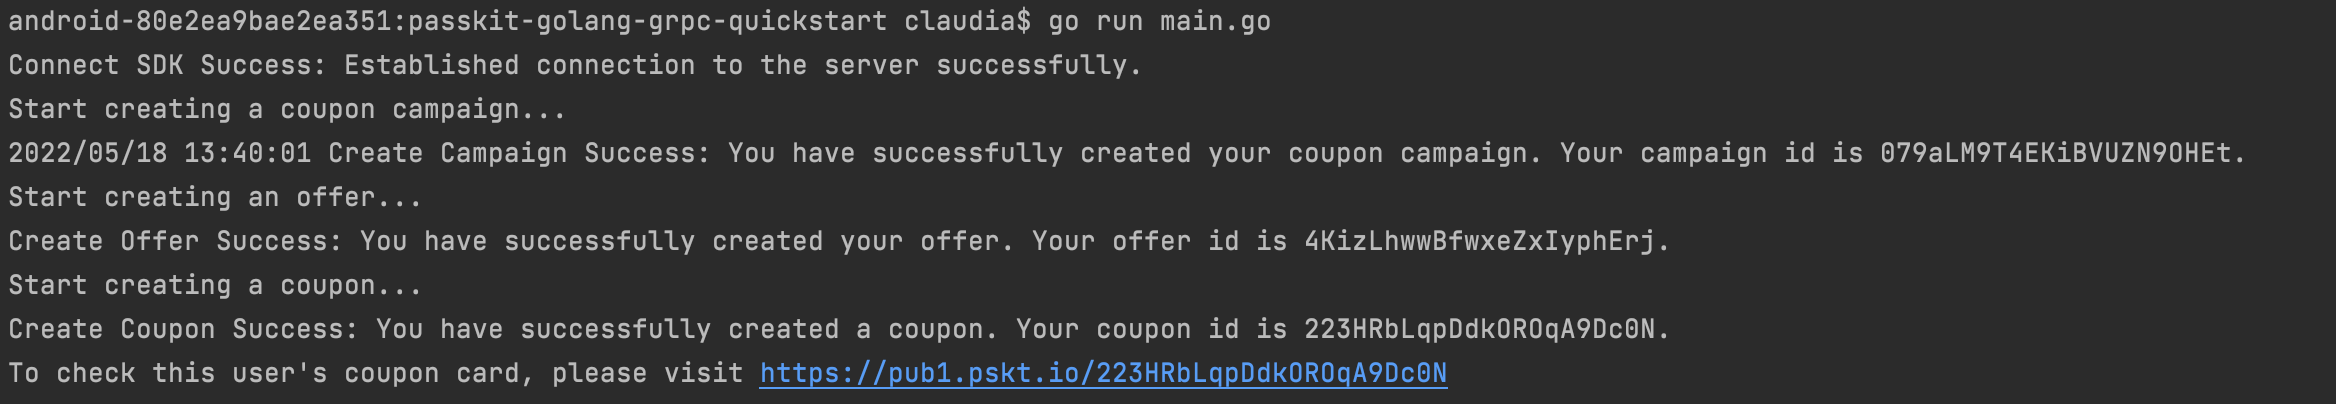 android-80e2ea9bae2ea351:passkit-golang-grpc-quickstart claudia$ go run main.go
Connect SDK Success: Established connection to the server successfully.
Start creating a coupon campaign...
2022/05/18 13:40:01 Create Campaign Success: You have successfully created your coupon campaign. Your campaign id is 079aLM9T4EKiBVUZN9OHEt.
Start creating an offer...
Create Offer Success: You have successfully created your offer. Your offer id is 4KizLhwwBfwxeZxIyphErj.
Start creating a coupon...
Create Coupon Success: You have successfully created a coupon. Your coupon id is 223HRbLqpDdkOROqA9Dc0N.
To check this user's coupon card, please visit https://pub1.pskt.io/223HRbLqpDdkOROqA9Dc0N